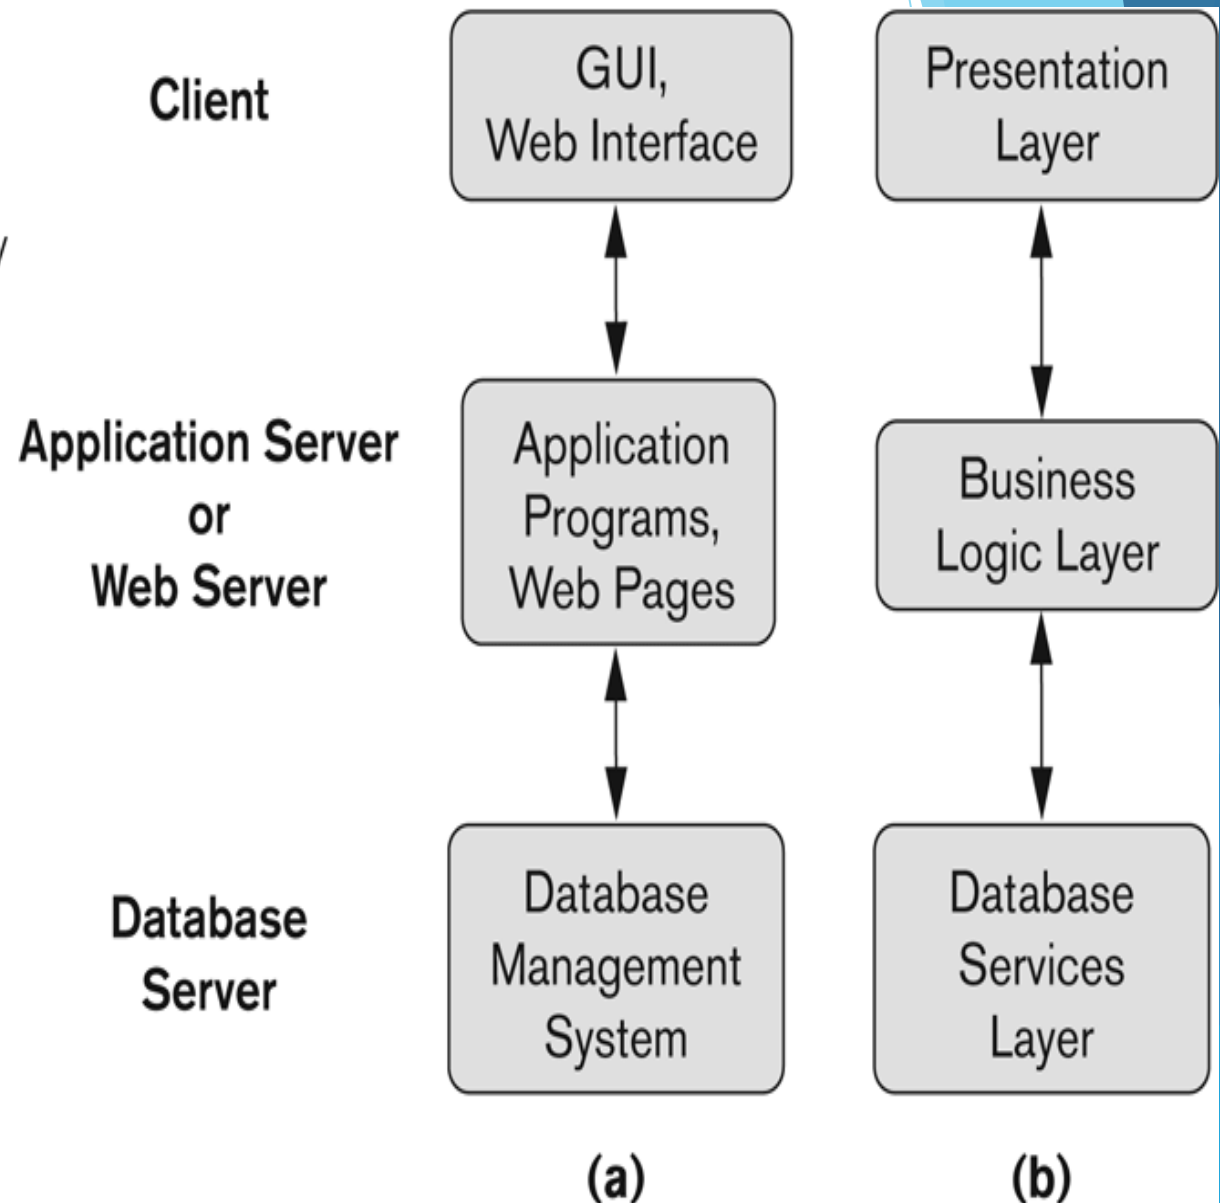 Client
GUI,
Web Interface
Presentation
Layer
Application Server
or
Web Server
Application
Programs,
Web Pages
Business
Logic Layer
Database
Server
Database
Management
System
Database
Services
Layer
(a)
(b)